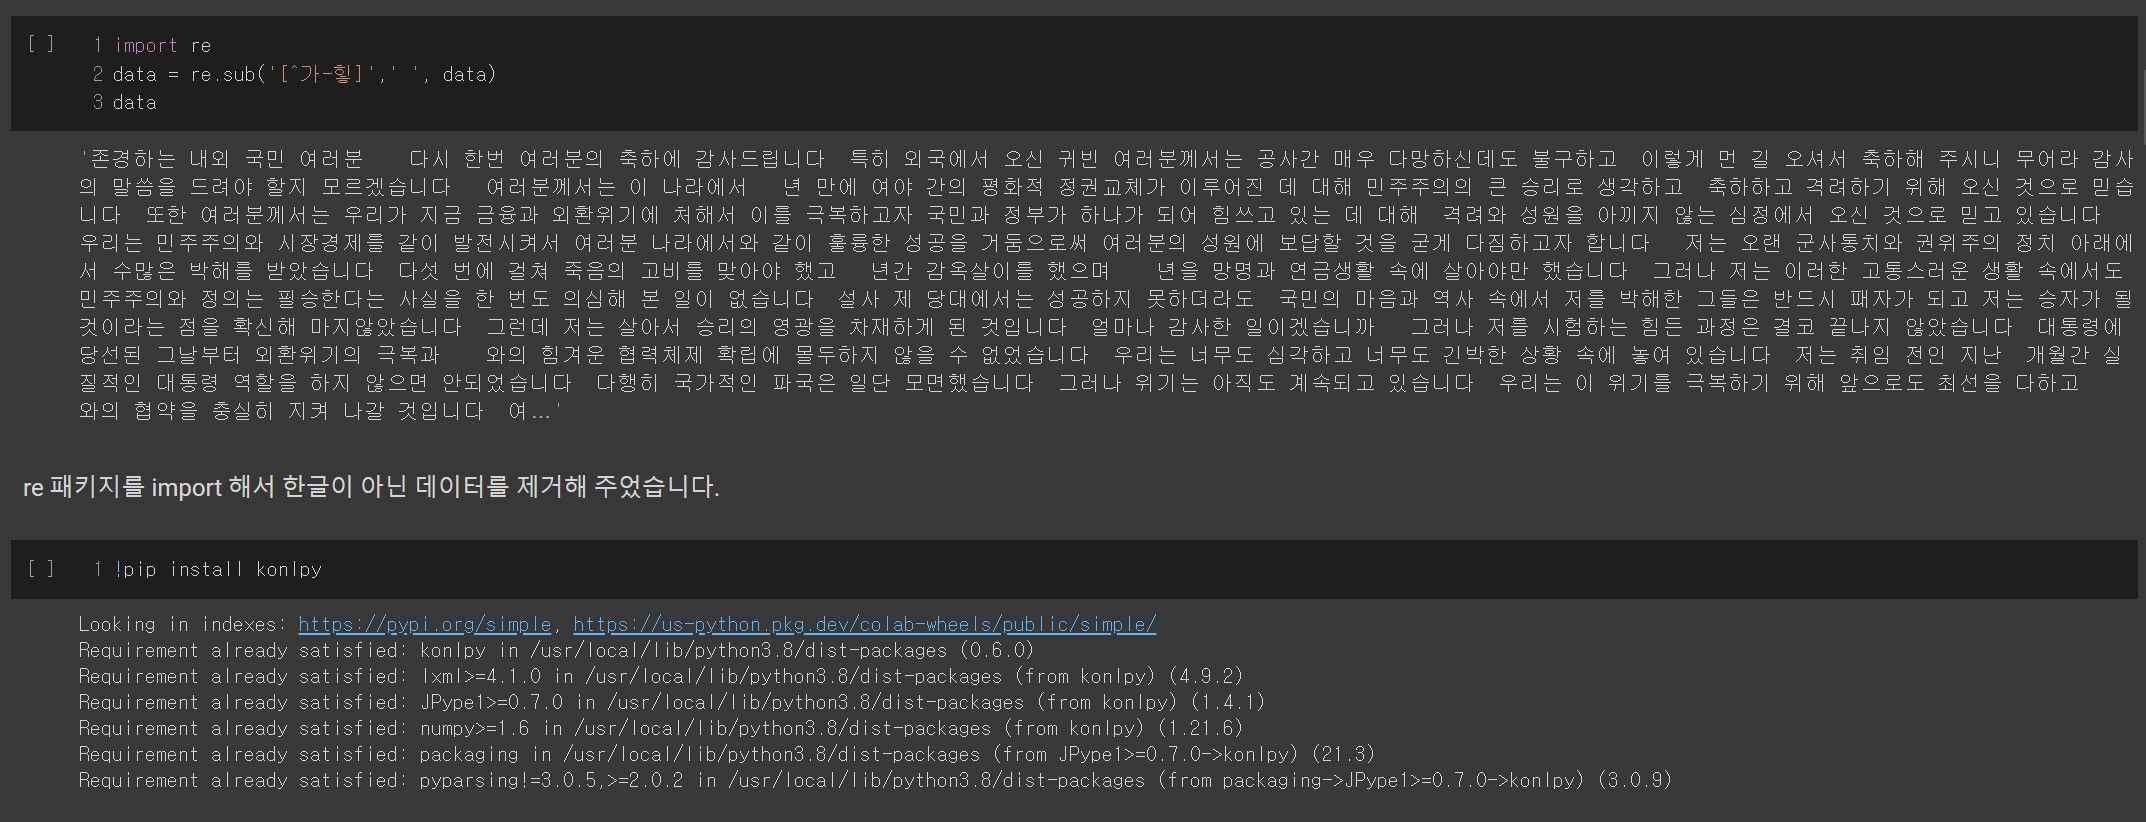 [ ] 1 import re
2 data = re.sub('[^가-힣]',' ', data)
3 data
'존경하는 내외 국민 여러분   다시 한번 여러분의 축하에 감사드립니다  특히 외국에서 오신 귀빈 여러분께서는 공사간 매우 다망하신데도 불구하고  이렇게 먼 길 오셔서 축하해 주시니 무어라 감사
의 말씀을 드려야 할지 모르겠습니다   여러분께서는 이 나라에서   년 만에 여야 간의 평화적 정권교체가 이루어진 데 대해 민주주의의 큰 승리로 생각하고  축하하고 격려하기 위해 오신 것으로 믿습
니다  또한 여러분께서는 우리가 지금 금융과 외환위기에 처해서 이를 극복하고자 국민과 정부가 하나가 되어 힘쓰고 있는 데 대해  격려와 성원을 아끼지 않는 심정에서 오신 것으로 믿고 있습니다
우리는 민주주의와 시장경제를 같이 발전시켜서 여러분 나라에서와 같이 훌륭한 성공을 거둠으로써 여러분의 성원에 보답할 것을 굳게 다짐하고자 합니다   저는 오랜 군사통치와 권위주의 정치 아래에
서 수많은 박해를 받았습니다  다섯 번에 걸쳐 죽음의 고비를 맞아야 했고   년간 감옥살이를 했으며    년을 망명과 연금생활 속에 살아야만 했습니다  그러나 저는 이러한 고통스러운 생활 속에서도
민주주의와 정의는 필승한다는 사실을 한 번도 의심해 본 일이 없습니다  설사 제 당대에서는 성공하지 못하더라도  국민의 마음과 역사 속에서 저를 박해한 그들은 반드시 패자가 되고 저는 승자가 될
것이라는 점을 확신해 마지않았습니다  그런데 저는 살아서 승리의 영광을 차재하게 된 것입니다  얼마나 감사한 일이겠습니까   그러나 저를 시험하는 힘든 과정은 결코 끝나지 않았습니다  대통령에
당선된 그날부터 외환위기의 극복과    와의 힘겨운 협력체제 확립에 몰두하지 않을 수 없었습니다  우리는 너무도 심각하고 너무도 긴박한 상황 속에 놓여 있습니다  저는 취임 전인 지난  개월간 실
질적인 대통령 역할을 하지 않으면 안되었습니다  다행히 국가적인 파국은 일단 모면했습니다  그러나 위기는 아직도 계속되고 있습니다  우리는 이 위기를 극복하기 위해 앞으로도 최선을 다하고
와의 협약을 충실히 지켜 나갈 것입니다  여...'
re 패키지를 import 해서 한글이 아닌 데이터를 제거해 주었습니다.
[ ] 1 !pip install konlpy
Looking in indexes: https://pypi.org/simple, https://us-python.pkg.dev/colab-wheels/public/simple/
Requirement already satisfied: konlpy in /usr/local/lib/python3.8/dist-packages (0.6.0)
Requirement already satisfied: lxml>=4.1.0 in /usr/local/lib/python3.8/dist-packages (from konlpy) (4.9.2)
Requirement already satisfied: JPype1>=0.7.0 in /usr/local/lib/python3.8/dist-packages (from konlpy) (1.4.1)
Requirement already satisfied: numpy>=1.6 in /usr/local/lib/python3.8/dist-packages (from konlpy) (1.21.6)
Requirement already satisfied: packaging in /usr/local/lib/python3.8/dist-packages (from JPype1>=0.7.0->konlpy) (21.3)
Requirement already satisfied: pyparsing!=3.0.5,>=2.0.2 in /usr/local/lib/python3.8/dist-packages (from packaging->JPype1>=0.7.0->konlpy) (3.0.9)